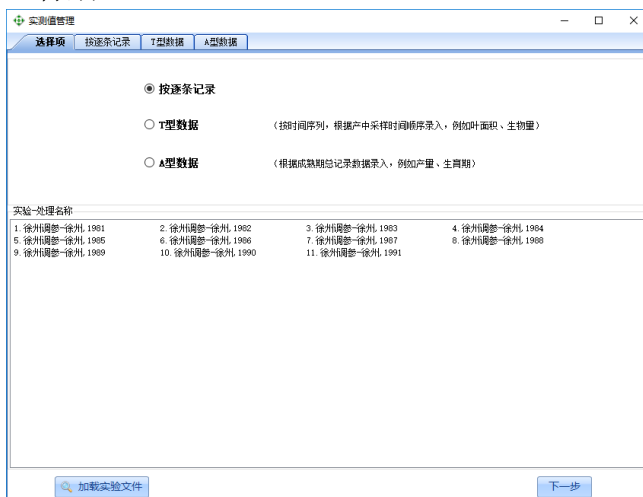 实测值管理
选择项 按逐条记录 T型数据 A型数据
按逐条记录
T型数据 （按时间序列，根据产中采样时间顺序录入，例如叶面积、生物量）
A型数据 （根据成熟期总记录数据录入，例如产量、生育期）
实验-处理名称
1. 徐州调参-徐州, 1981 2. 徐州调参-徐州, 1982 3. 徐州调参-徐州, 1983 4. 徐州调参-徐州, 1984
5. 徐州调参-徐州, 1985 6. 徐州调参-徐州, 1986 7. 徐州调参-徐州, 1987 8. 徐州调参-徐州, 1988
9. 徐州调参-徐州, 1989 10. 徐州调参-徐州, 1990 11. 徐州调参-徐州, 1991
加载实验文件 下一步